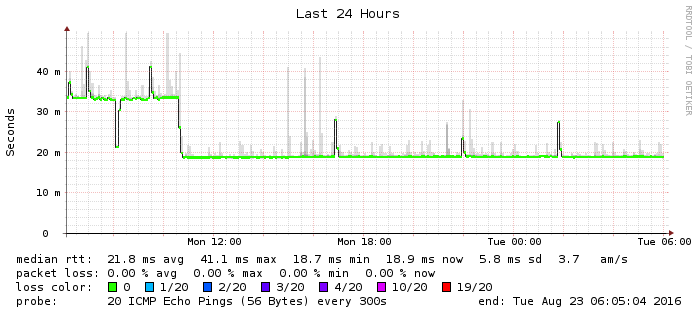 Last 24 Hours
RRDTOOL / TOBI OETIKER
Seconds
40 m
30 m
20 m
10 m
0
Mon 12:00 Mon 18:00 Tue 00:00 Tue 06:00
median rtt: 21.8 ms avg 41.1 ms max 18.7 ms min 18.9 ms now 5.8 ms sd 3.7 am/s
packet loss: 0.00 % avg 0.00 % max 0.00 % min 0.00 % now
loss color: 0 1/20 2/20 3/20 4/20 10/20 19/20
probe: 20 ICMP Echo Pings (56 Bytes) every 300s end: Tue Aug 23 06:05:04 2016